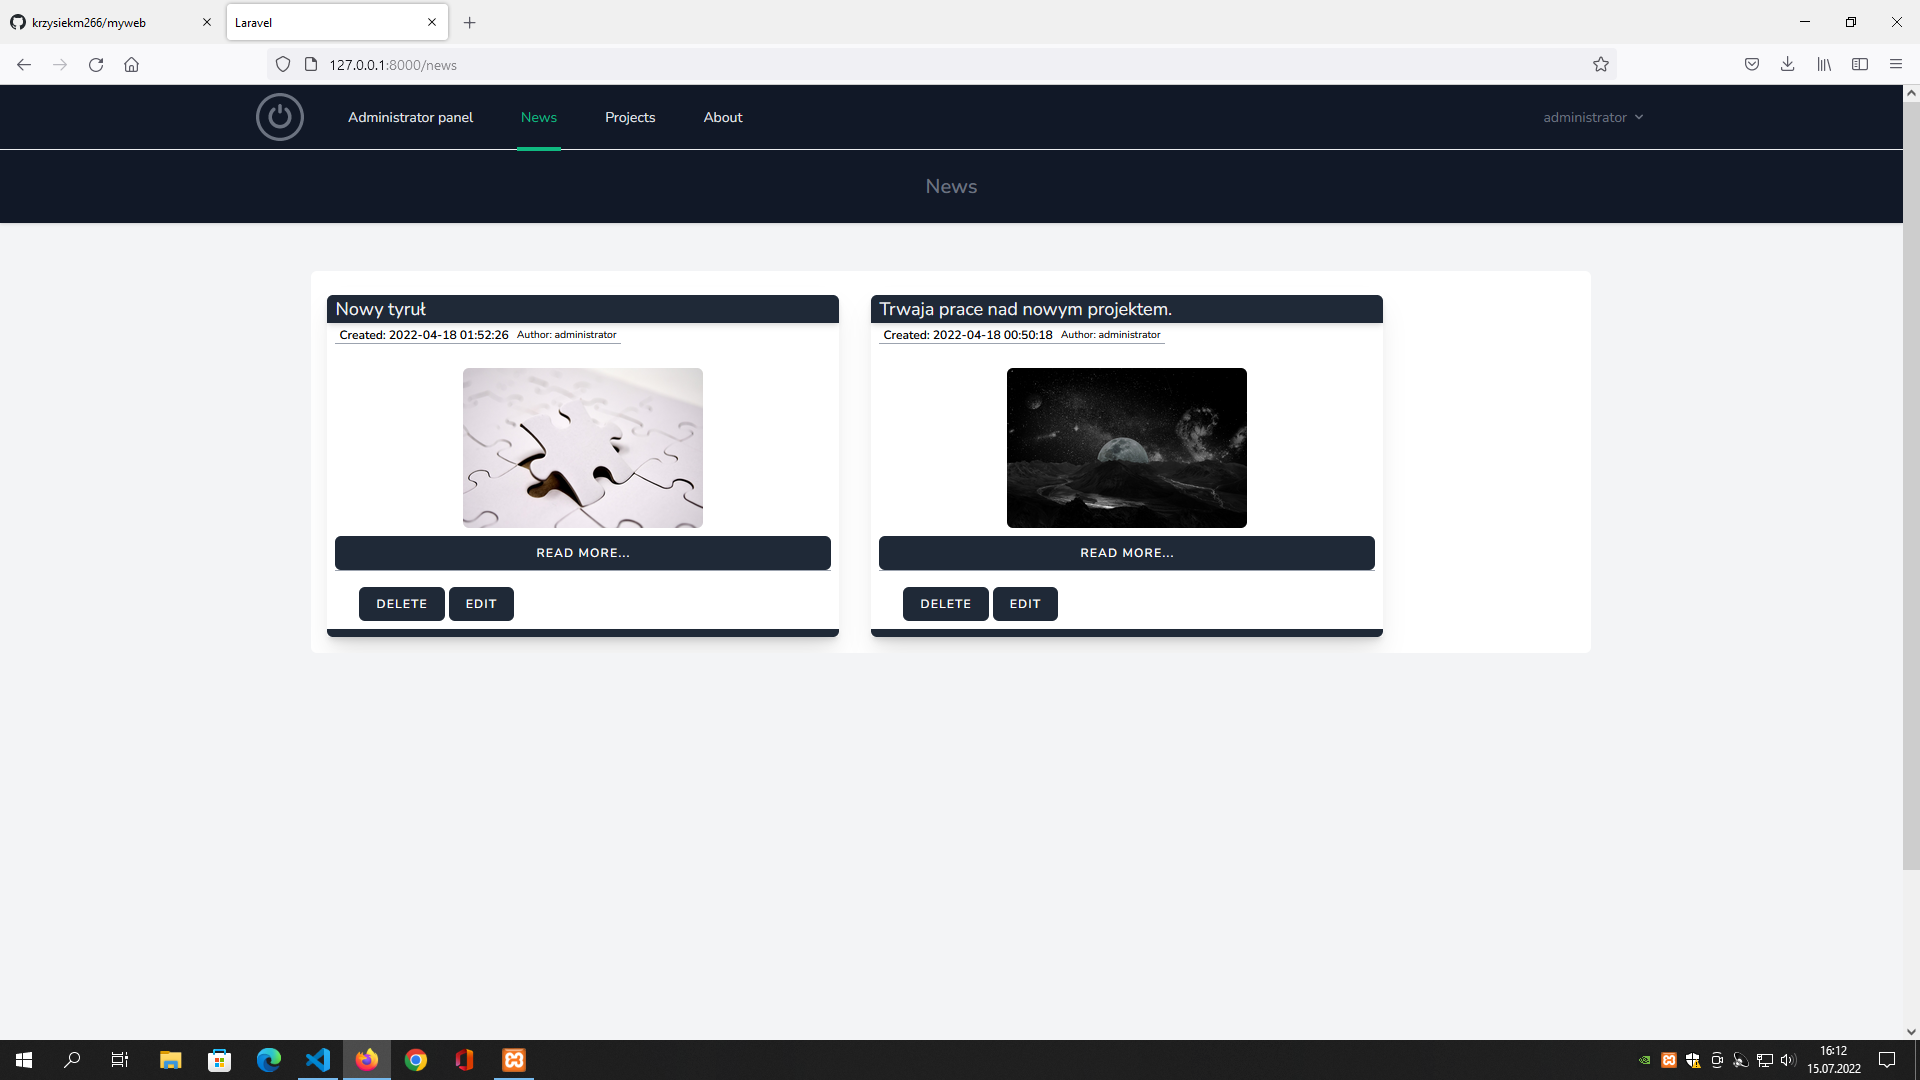 krzysiekm266/myweb
Laravel
127.0.0.1:8000/news
Administrator panel
News
Projects
About
administrator
News
Nowy tyruł
Created: 2022-04-18 01:52:26 Author: administrator
READ MORE...
DELETE
EDIT
Trwaja prace nad nowym projektem.
Created: 2022-04-18 00:50:18 Author: administrator
READ MORE...
DELETE
EDIT
16:12
15.07.2022